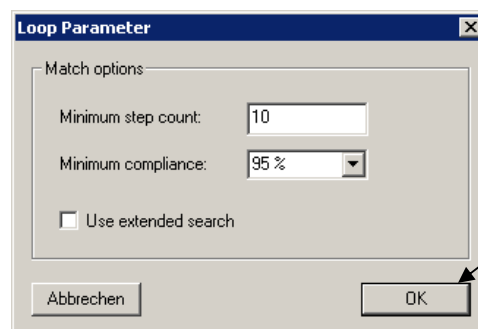 Loop Parameter
Match options
Minimum step count: 10
Minimum compliance: 95 %
Use extended search
Abbrechen OK